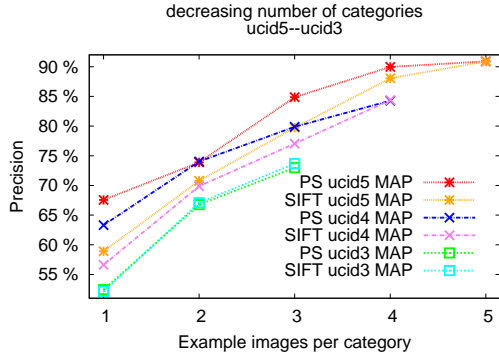 decreasing number of categories
ucid5--ucid3
Precision
90 %
85 %
80 %
75 %
70 %
65 %
60 %
55 %
PS ucid5 MAP
SIFT ucid5 MAP
PS ucid4 MAP
SIFT ucid4 MAP
PS ucid3 MAP
SIFT ucid3 MAP
1 2 3 4 5
Example images per category